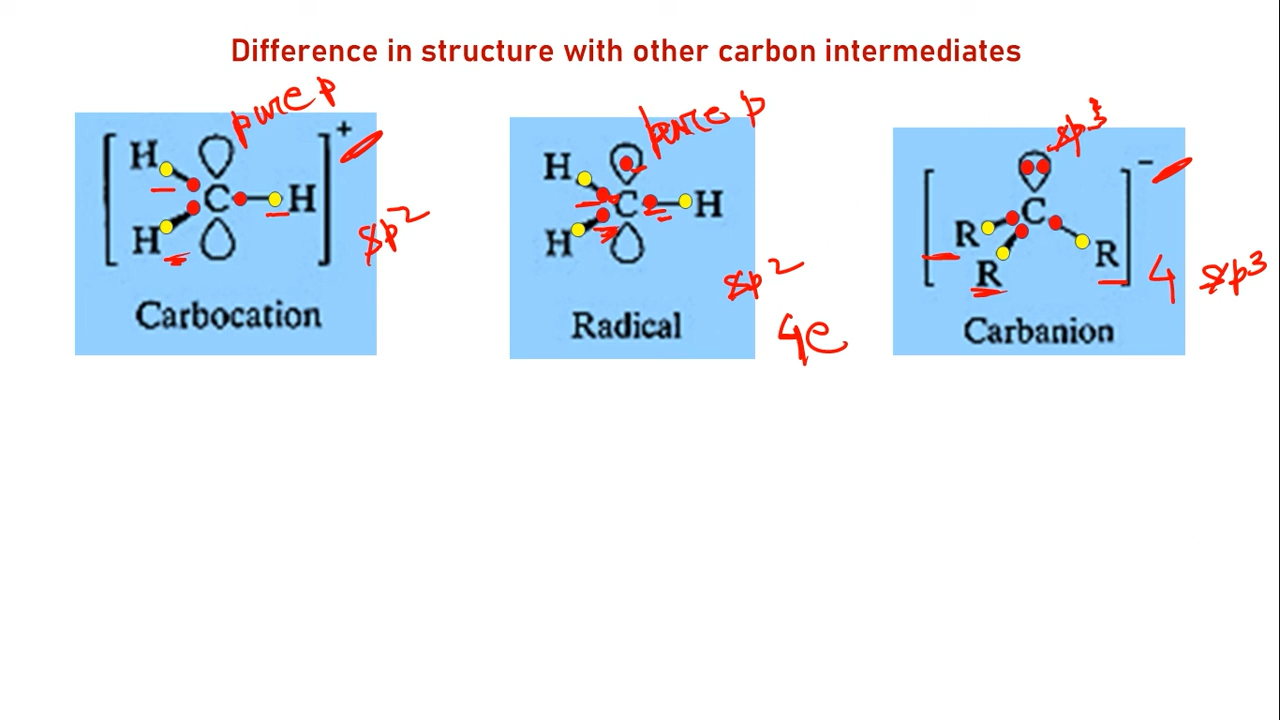 Difference in structure with other carbon intermediates
pure p
H
C
H
H
+
sp2
Carbocation
pure p
H
C
H
H
sp2
4e
Radical
sp3
C
R
R
R
-
4 sp3
Carbanion